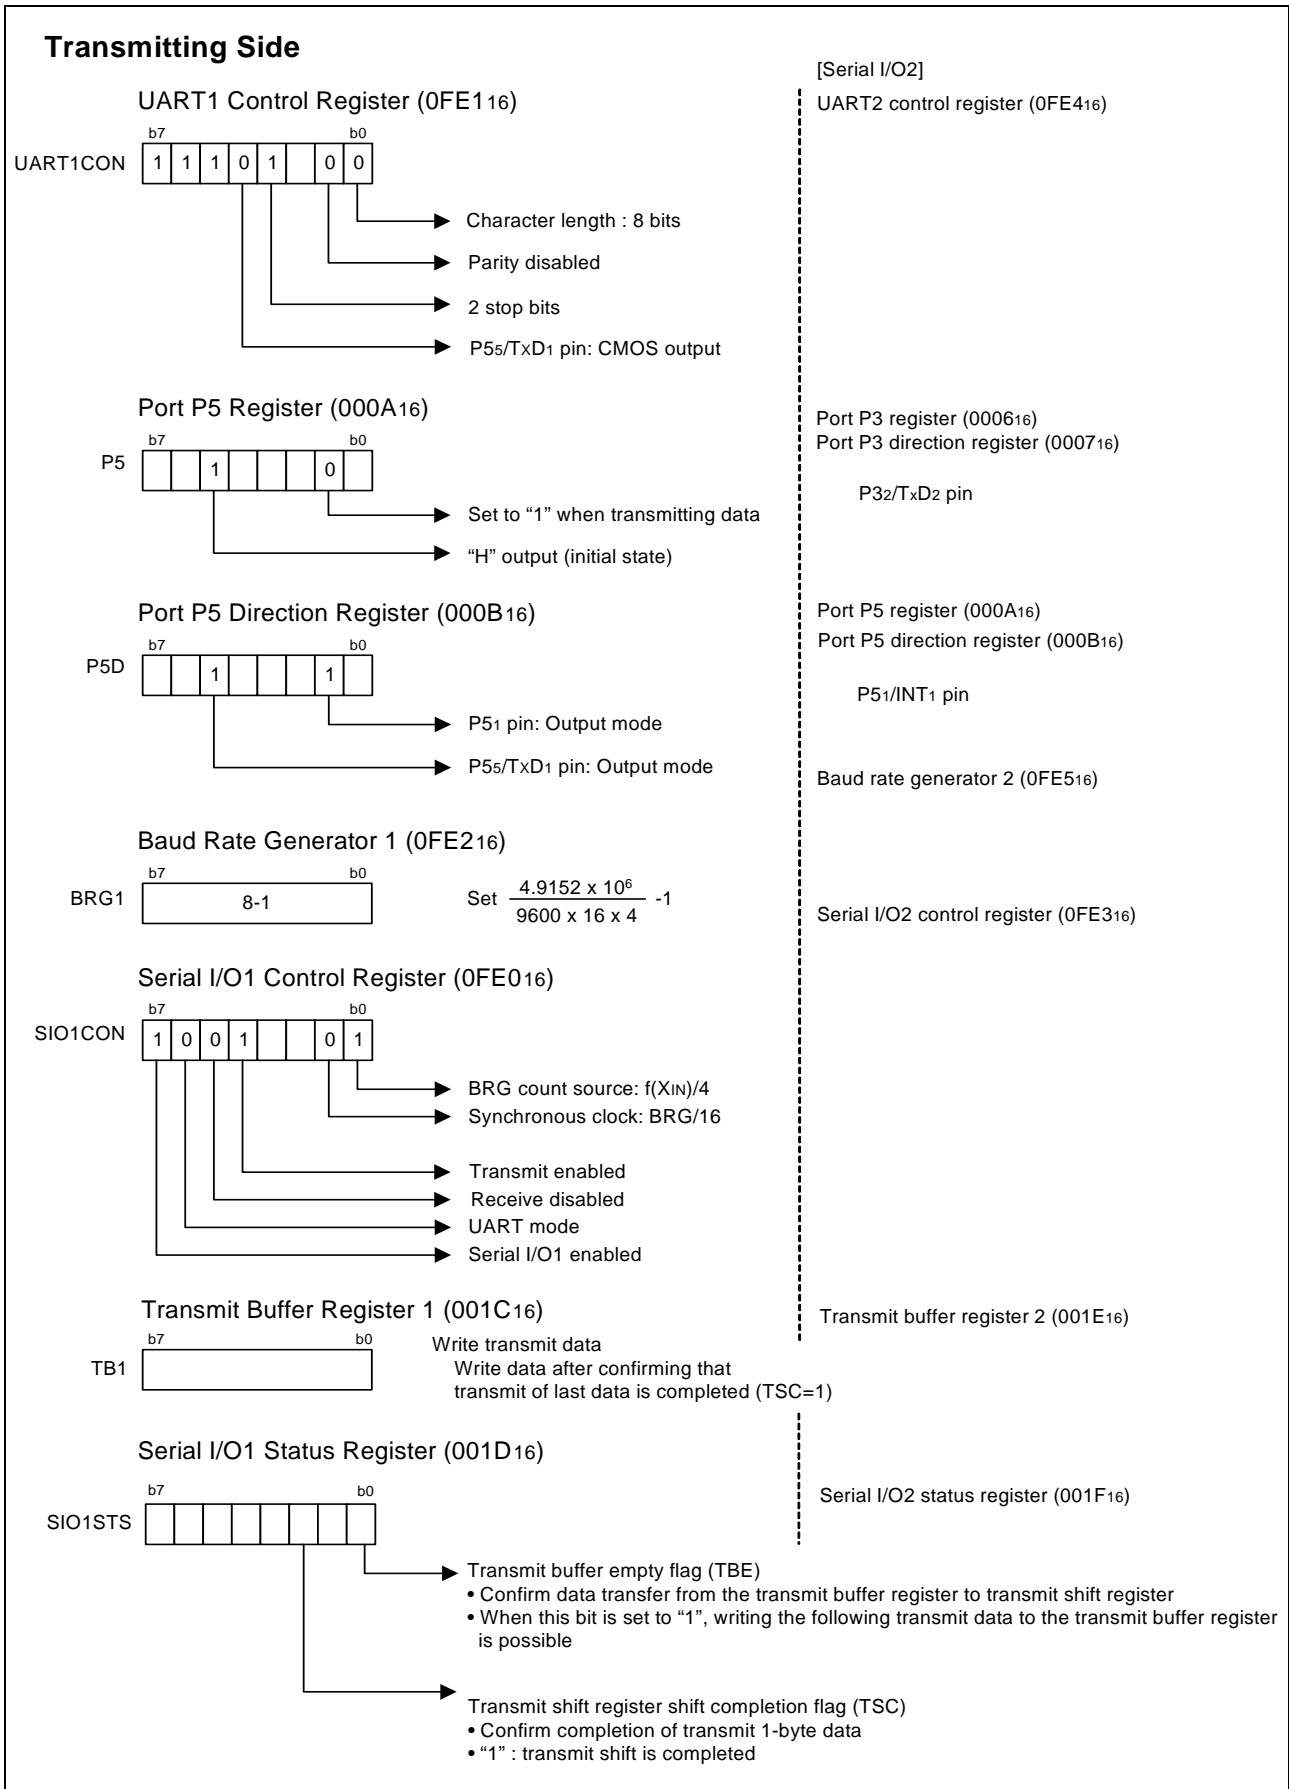 Transmitting Side
[Serial I/O2]
UART1 Control Register (0FE116)
UART2 control register (0FE416)
b7 b0
UART1CON 1 1 1 0 1 0 0
Character length : 8 bits
Parity disabled
2 stop bits
P55/TXD1 pin: CMOS output
Port P5 Register (000A16)
Port P3 register (000616)
Port P3 direction register (000716)
b7 b0
P5 1 0
P32/TxD2 pin
Set to “1” when transmitting data
“H” output (initial state)
Port P5 Direction Register (000B16)
Port P5 register (000A16)
Port P5 direction register (000B16)
b7 b0
P5D 1 1
P51/INT1 pin
P51 pin: Output mode
P55/TXD1 pin: Output mode
Baud rate generator 2 (0FE516)
Baud Rate Generator 1 (0FE216)
b7 b0
BRG1 8-1
Set 4.9152 x 10⁶ -1
9600 x 16 x 4
Serial I/O2 control register (0FE316)
Serial I/O1 Control Register (0FE016)
b7 b0
SIO1CON 1 0 0 1 0 1
BRG count source: f(XIN)/4
Synchronous clock: BRG/16
Transmit enabled
Receive disabled
UART mode
Serial I/O1 enabled
Transmit Buffer Register 1 (001C16)
Transmit buffer register 2 (001E16)
b7 b0
TB1
Write transmit data
Write data after confirming that
transmit of last data is completed (TSC=1)
Serial I/O1 Status Register (001D16)
Serial I/O2 status register (001F16)
b7 b0
SIO1STS
Transmit buffer empty flag (TBE)
• Confirm data transfer from the transmit buffer register to transmit shift register
• When this bit is set to “1”, writing the following transmit data to the transmit buffer register
is possible
Transmit shift register shift completion flag (TSC)
• Confirm completion of transmit 1-byte data
• “1” : transmit shift is completed